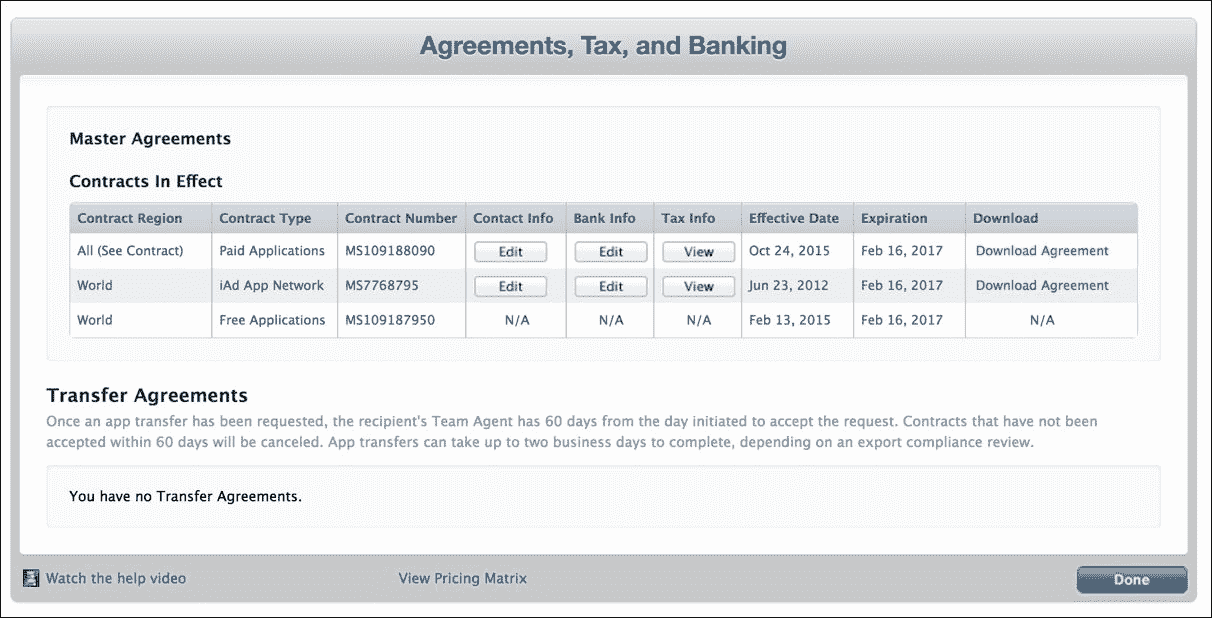 Agreements, Tax, and Banking
Master Agreements
Contracts In Effect
Contract Region Contract Type Contract Number Contact Info Bank Info Tax Info Effective Date Expiration Download
All (See Contract) Paid Applications MS109188090 Edit Edit View Oct 24, 2015 Feb 16, 2017 Download Agreement
World iAd App Network MS7768795 Edit Edit View Jun 23, 2012 Feb 16, 2017 Download Agreement
World Free Applications MS109187950 N/A N/A N/A Feb 13, 2015 Feb 16, 2017 N/A
Transfer Agreements
Once an app transfer has been requested, the recipient's Team Agent has 60 days from the day initiated to accept the request. Contracts that have not been
accepted within 60 days will be canceled. App transfers can take up to two business days to complete, depending on an export compliance review.
You have no Transfer Agreements.
Watch the help video View Pricing Matrix Done